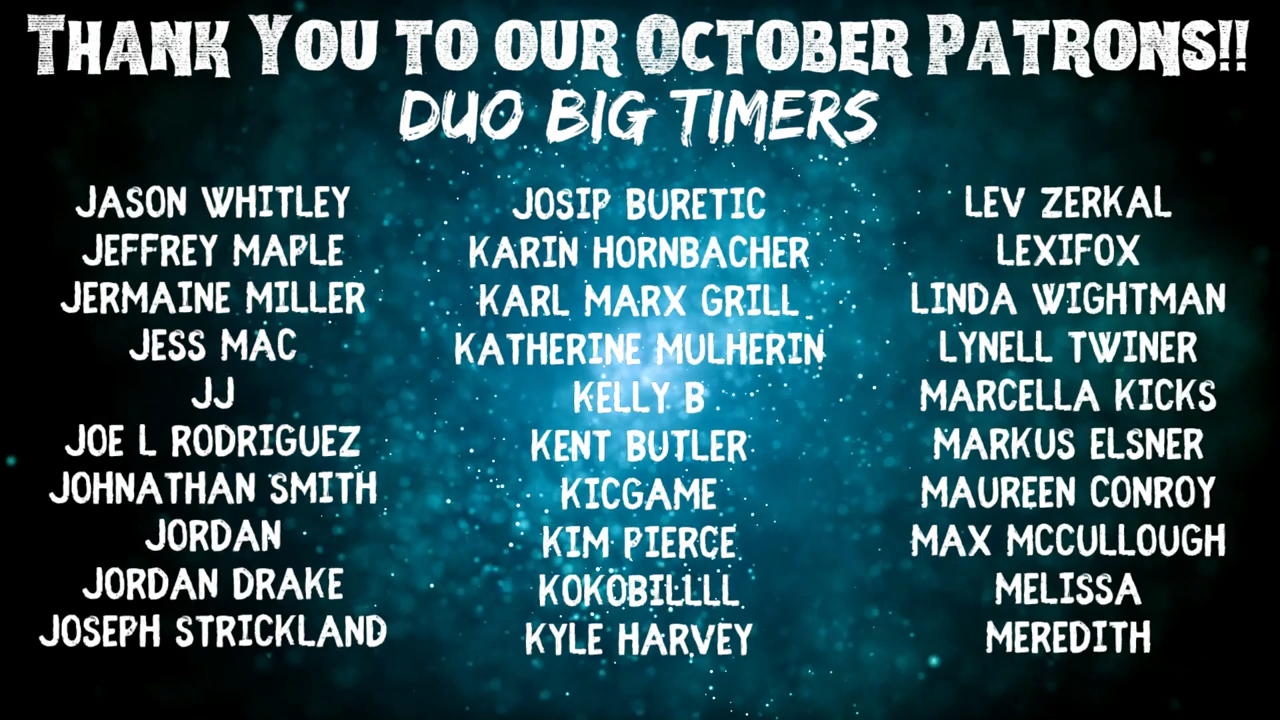 THANK YOU TO OUR OCTOBER PATRONS!!
DUO BIG TIMERS
JASON WHITLEY
JEFFREY MAPLE
JERMAINE MILLER
JESS MAC
JJ
JOE L RODRIGUEZ
JOHNATHAN SMITH
JORDAN
JORDAN DRAKE
JOSEPH STRICKLAND
JOSIP BURETIC
KARIN HORNBACHER
KARL MARX GRILL
KATHERINE MULHERIN
KELLY B
KENT BUTLER
KICGAME
KIM PIERCE
KOKOBILLLL
KYLE HARVEY
LEV ZERKAL
LEXIFOX
LINDA WIGHTMAN
LYNELL TWINER
MARCELLA KICKS
MARKUS ELSNER
MAUREEN CONROY
MAX MCCULLOUGH
MELISSA
MEREDITH